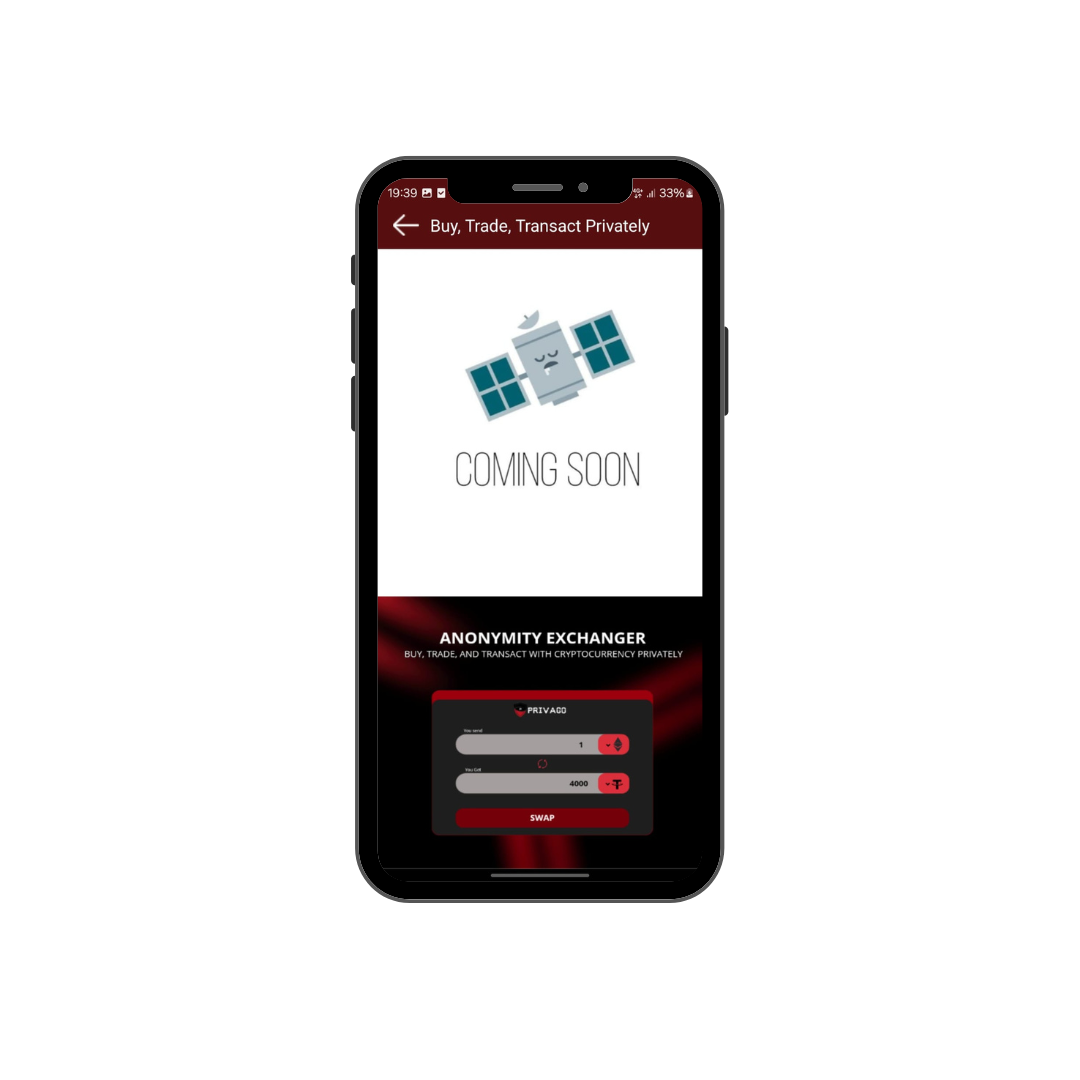 19:39 4G+ 33%
Buy, Trade, Transact Privately
COMING SOON
ANONYMITY EXCHANGER
BUY, TRADE, AND TRANSACT WITH CRYPTOCURRENCY PRIVATELY
PRIVAGO
You send
1
You Get
4000
SWAP